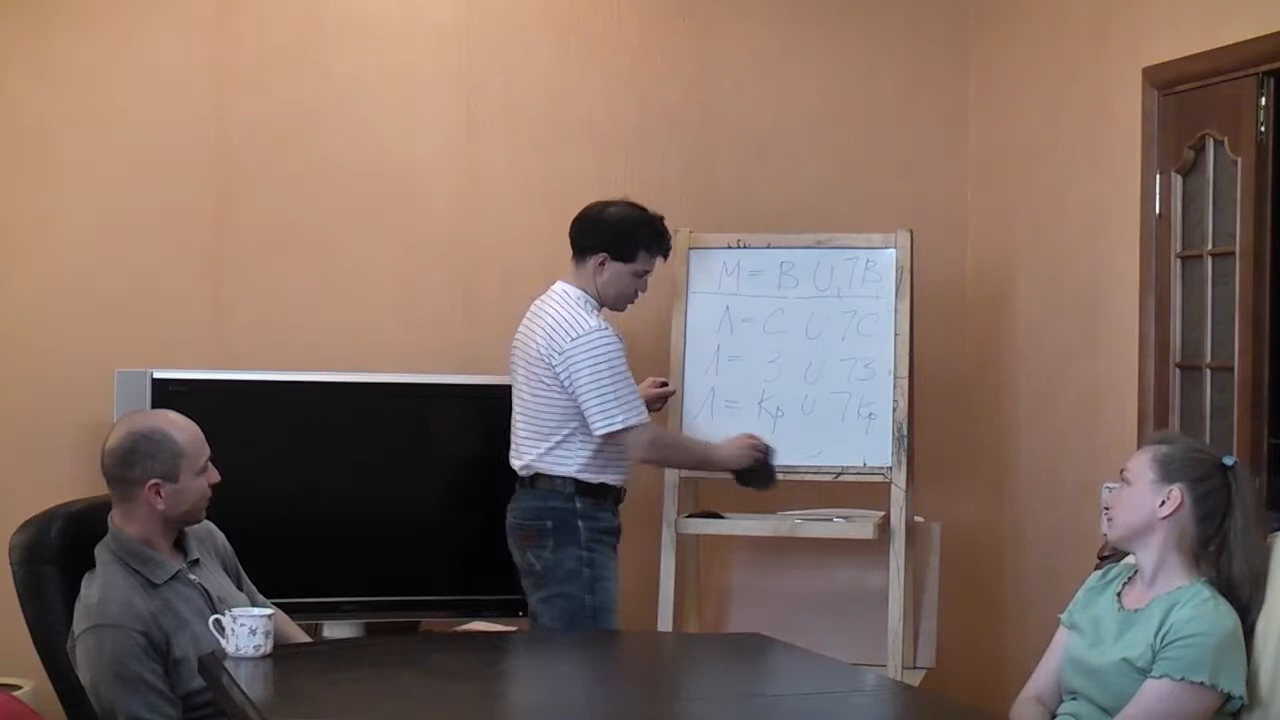 M = B ∪ ⅂B
Л = C ∪ ⅂C
Л = З ∪ ⅂З
Л = Кр ∪ ⅂Кр